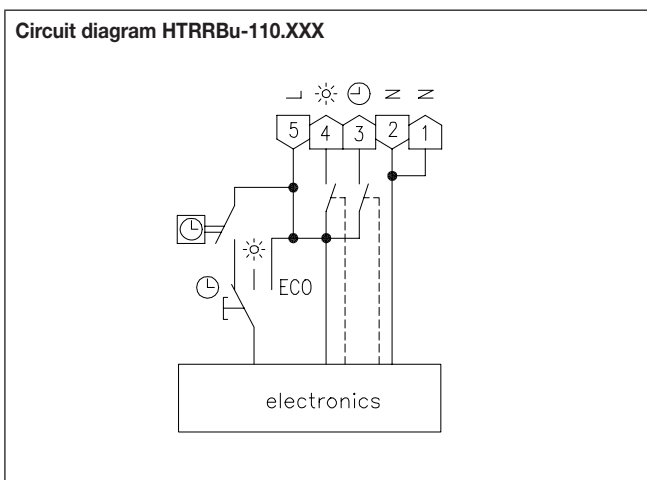 Circuit diagram HTRRBu-110.XXX
L N N
5 4 3 2 1
ECO
electronics